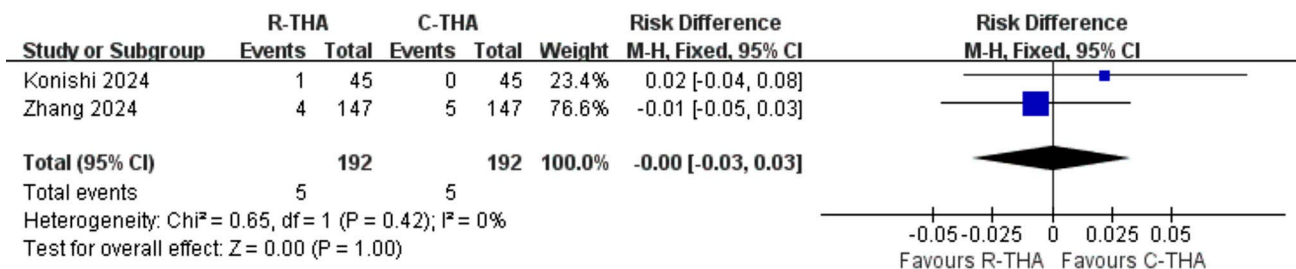 R-THA C-THA Risk Difference Risk Difference
Study or Subgroup Events Total Events Total Weight M-H, Fixed, 95% CI M-H, Fixed, 95% CI
Konishi 2024 1 45 0 45 23.4% 0.02 [-0.04, 0.08]
Zhang 2024 4 147 5 147 76.6% -0.01 [-0.05, 0.03]
Total (95% CI) 192 192 100.0% -0.00 [-0.03, 0.03]
Total events 5 5
Heterogeneity: Chi² = 0.65, df = 1 (P = 0.42); I² = 0%
Test for overall effect: Z = 0.00 (P = 1.00)
-0.05 -0.025 0 0.025 0.05
Favours R-THA Favours C-THA